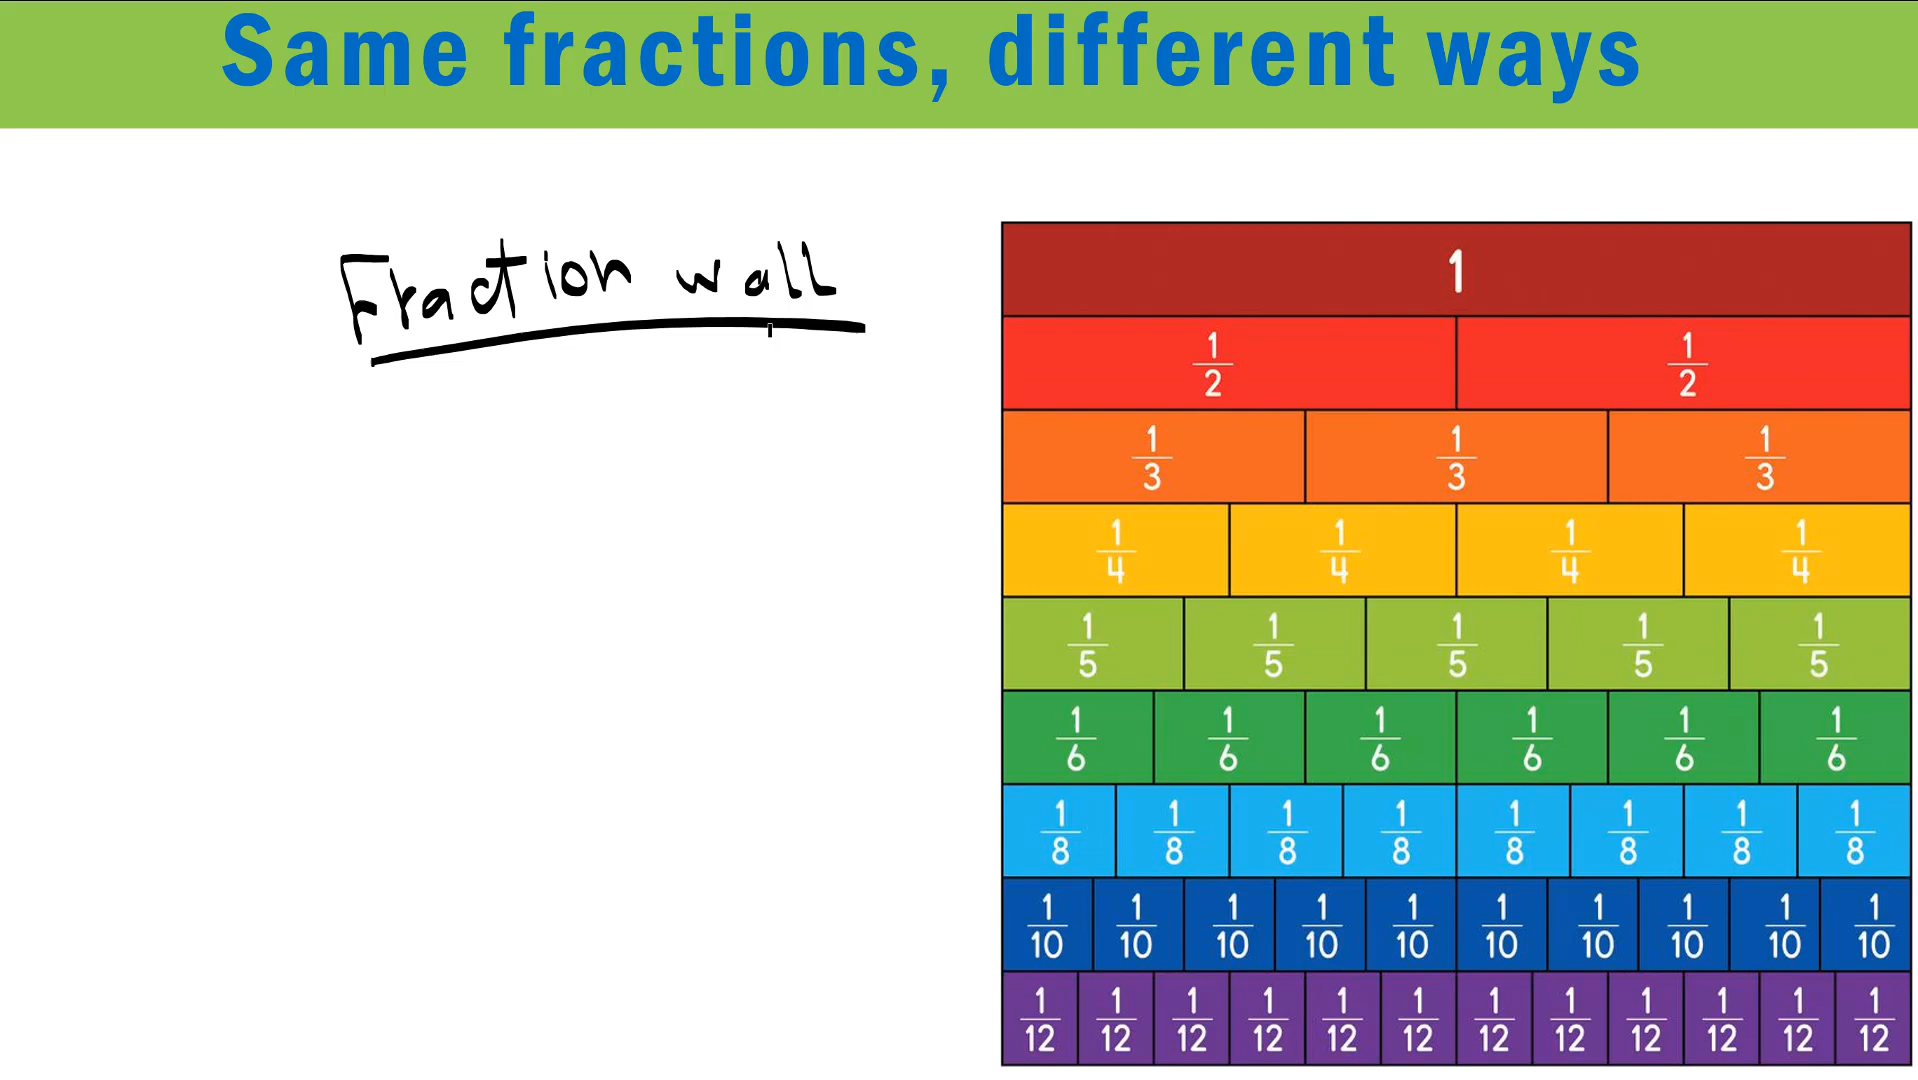 Same fractions, different ways
Fraction wall
1
1/2 1/2
1/3 1/3 1/3
1/4 1/4 1/4 1/4
1/5 1/5 1/5 1/5 1/5
1/6 1/6 1/6 1/6 1/6 1/6
1/8 1/8 1/8 1/8 1/8 1/8 1/8 1/8
1/10 1/10 1/10 1/10 1/10 1/10 1/10 1/10 1/10 1/10
1/12 1/12 1/12 1/12 1/12 1/12 1/12 1/12 1/12 1/12 1/12 1/12